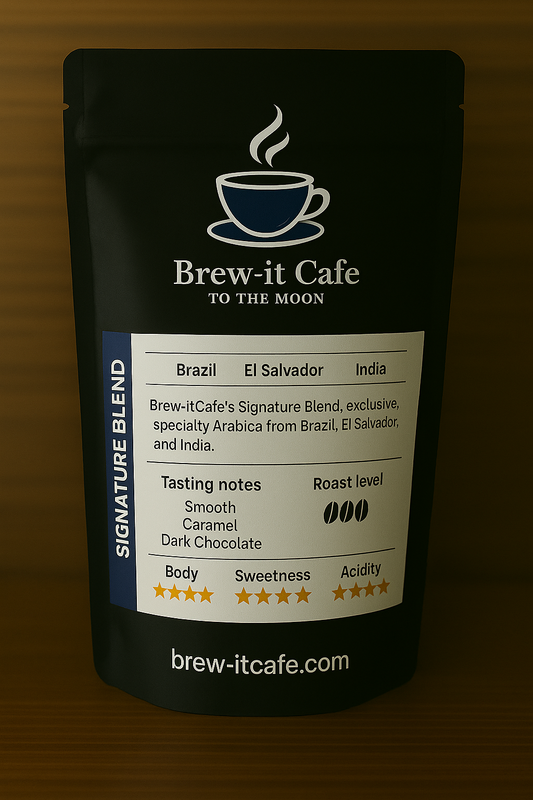 Brew-it Cafe
TO THE MOON
SIGNATURE BLEND
Brazil El Salvador India
Brew-itCafe's Signature Blend, exclusive,
specialty Arabica from Brazil, El Salvador,
and India.
Tasting notes Roast level
Smooth
Caramel
Dark Chocolate
Body Sweetness Acidity
brew-itcafe.com